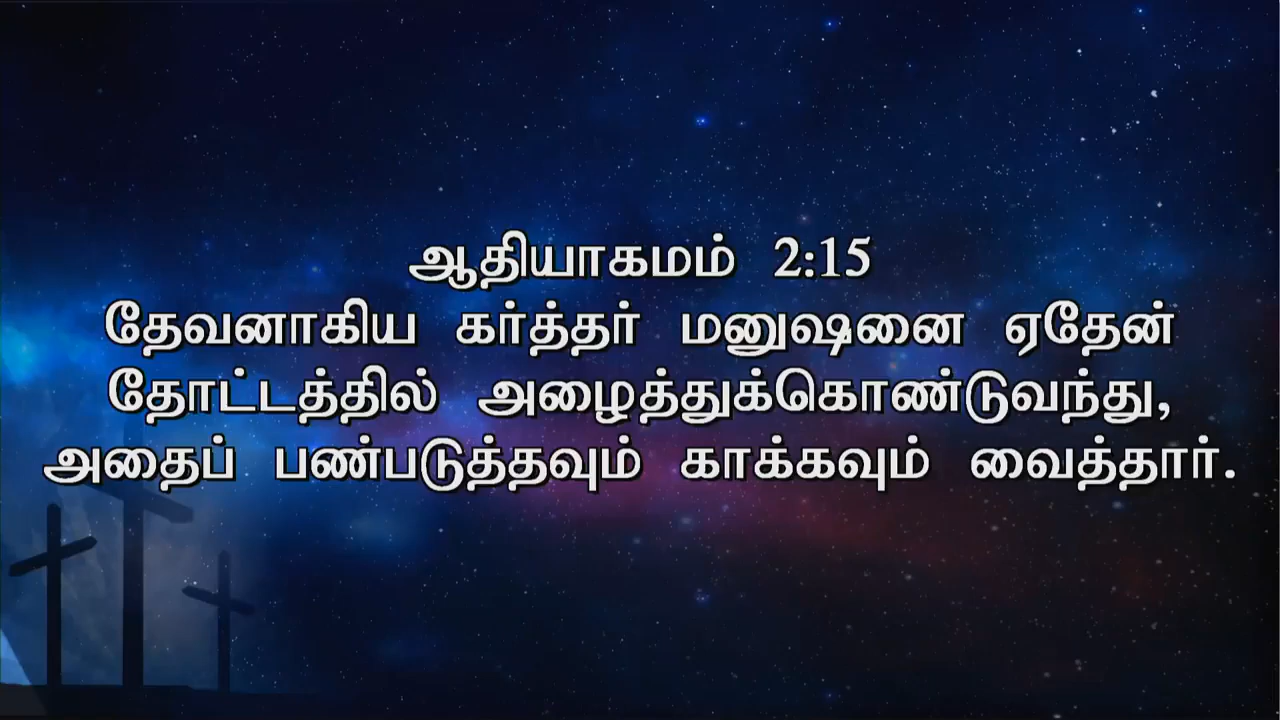 ஆதியாகமம் 2:15
தேவனாகிய கர்த்தர் மனுஷனை ஏதேன்
தோட்டத்தில் அழைத்துக்கொண்டுவந்து,
அதைப் பண்படுத்தவும் காக்கவும் வைத்தார்.